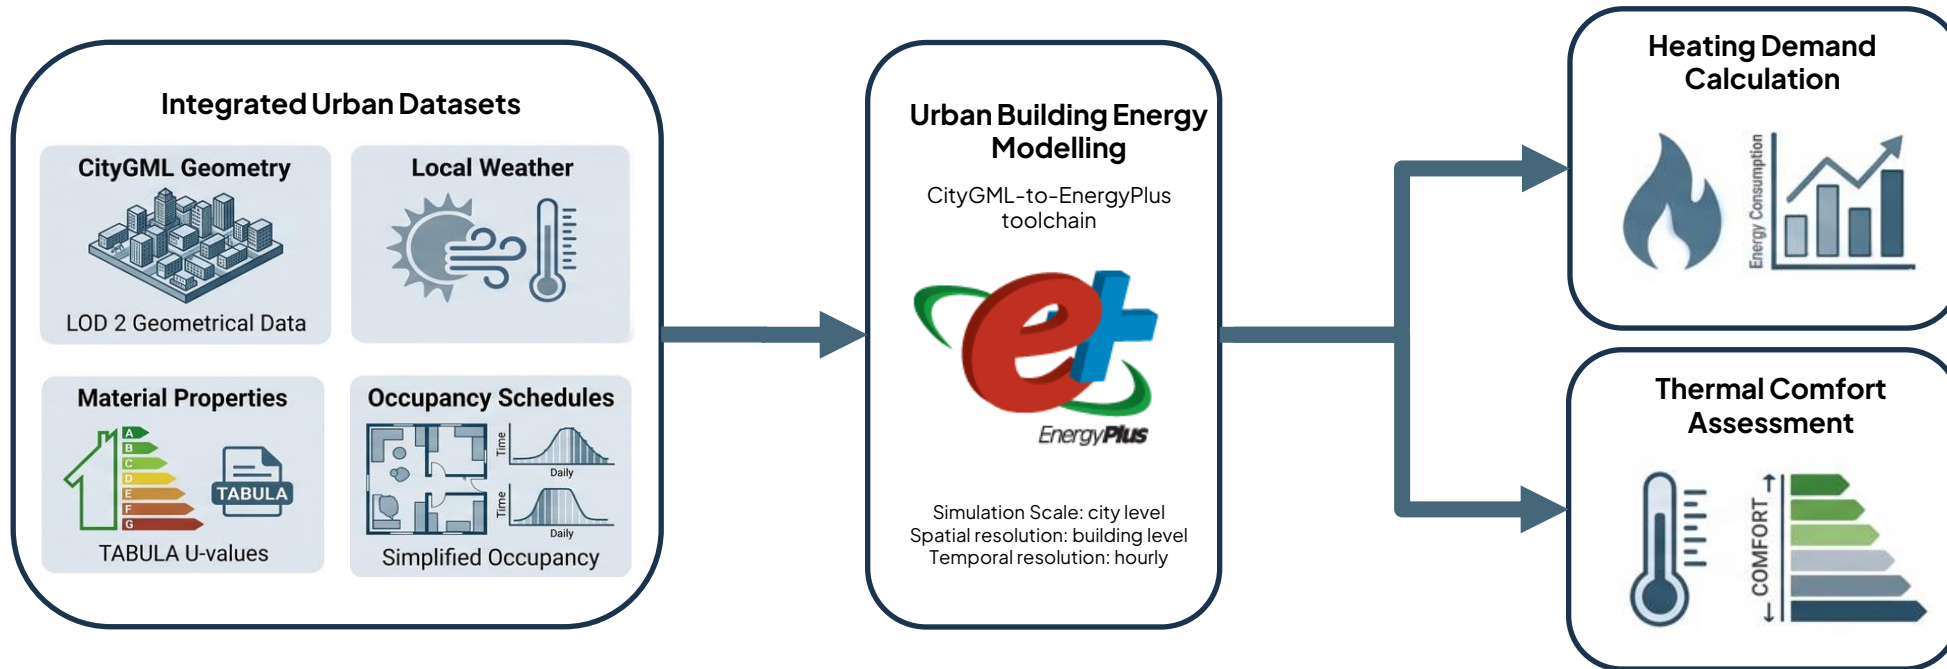 Integrated Urban Datasets
CityGML Geometry
LOD 2 Geometrical Data
Local Weather
Material Properties
A
B
C
D
E
F
G
TABULA
TABULA U-values
Occupancy Schedules
Time
Daily
Time
Daily
Simplified Occupancy
Urban Building Energy
Modelling
CityGML-to-EnergyPlus
toolchain
e+
EnergyPlus
Simulation Scale: city level
Spatial resolution: building level
Temporal resolution: hourly
Heating Demand
Calculation
Energy Consumption
Thermal Comfort
Assessment
COMFORT